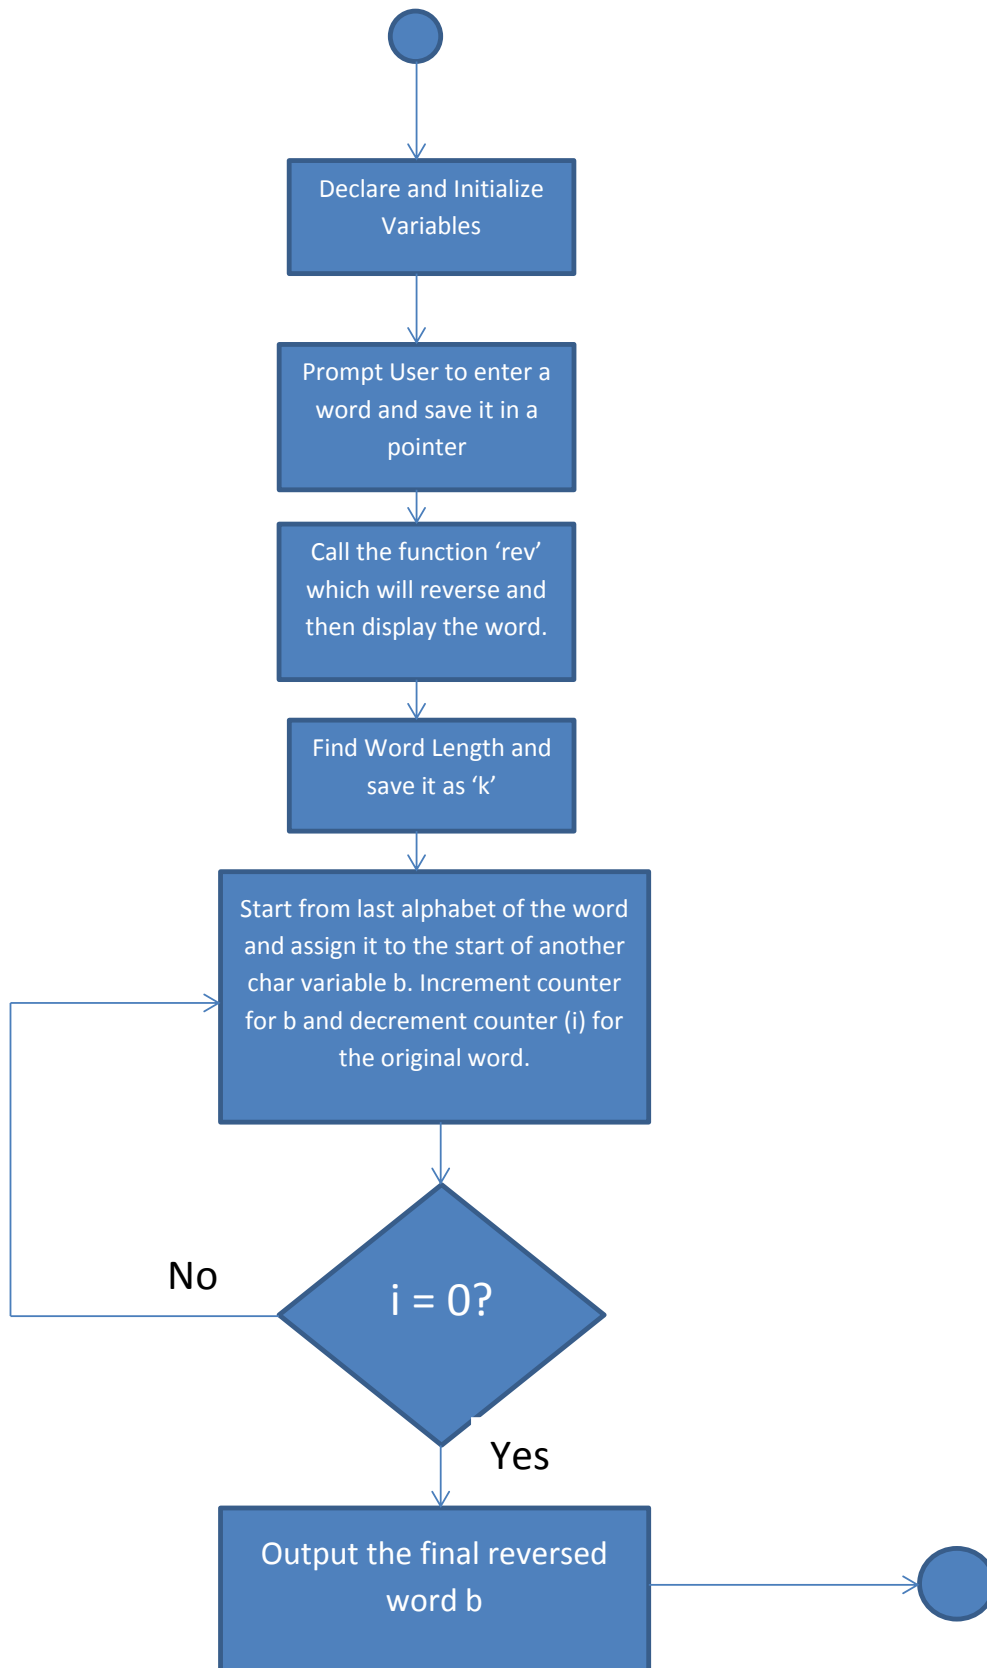 Declare and Initialize
Variables
Prompt User to enter a
word and save it in a
pointer
Call the function ‘rev’
which will reverse and
then display the word.
Find Word Length and
save it as ‘k’
Start from last alphabet of the word
and assign it to the start of another
char variable b. Increment counter
for b and decrement counter (i) for
the original word.
No
i = 0?
Yes
Output the final reversed
word b